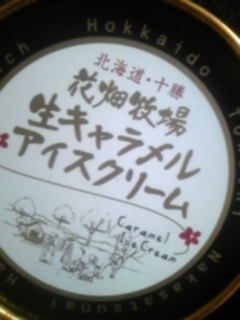 Hokkaido
北海道・十勝
花畑牧場
生キャラメル
アイスクリーム
Caramel
Ice Cream
Nakasatsunai